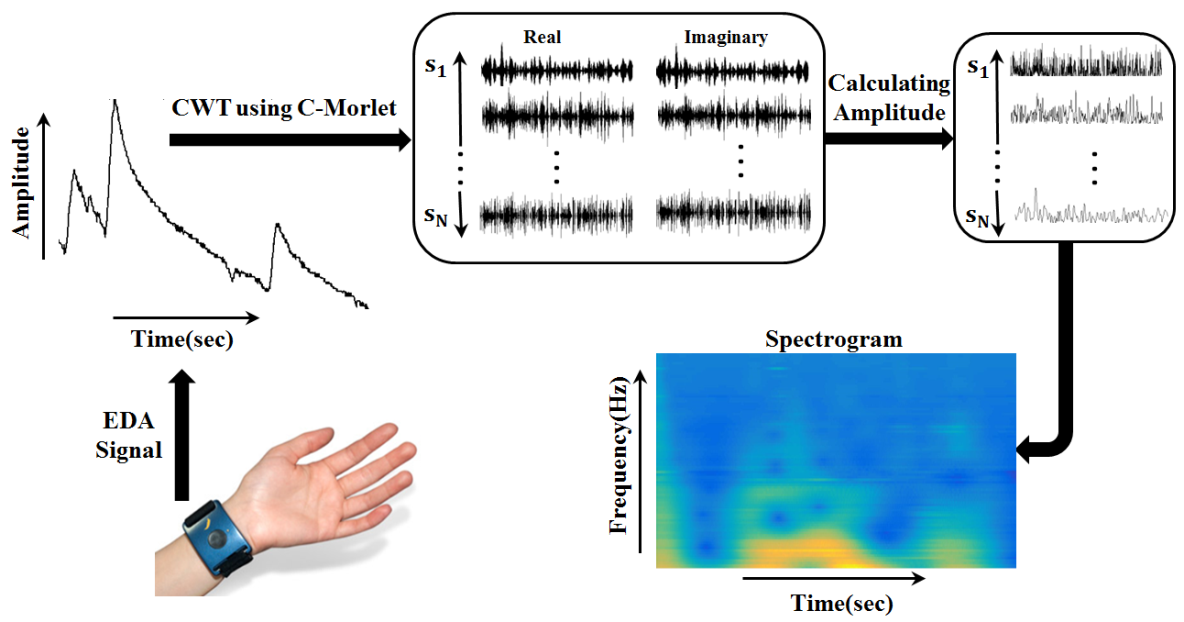 Real
Imaginary
s1
sN
CWT using C-Morlet
Calculating
Amplitude
s1
sN
Amplitude
Time(sec)
EDA
Signal
Spectrogram
Frequency(Hz)
Time(sec)